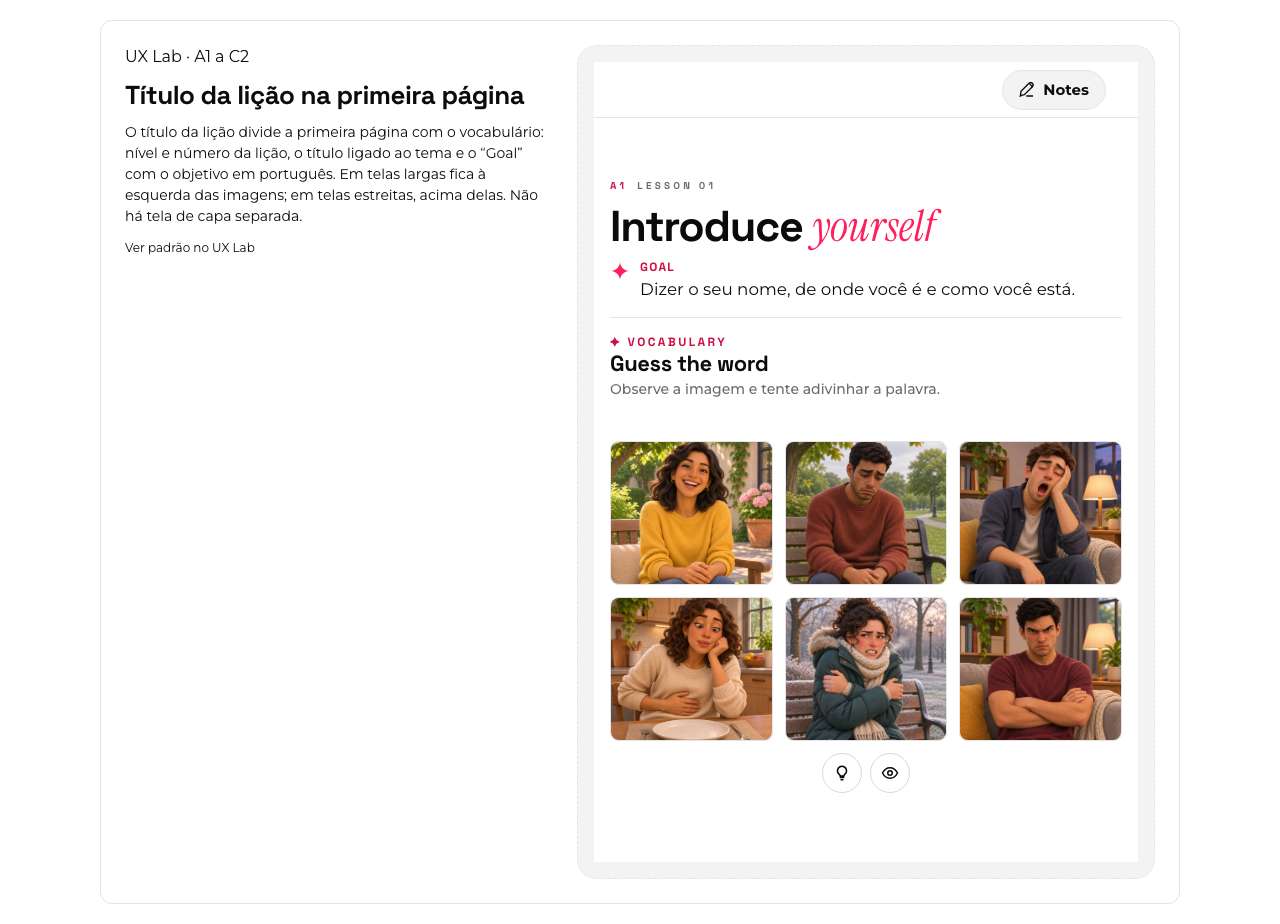 UX Lab · A1 a C2
Título da lição na primeira página
O título da lição divide a primeira página com o vocabulário:
nível e número da lição, o título ligado ao tema e o “Goal”
com o objetivo em português. Em telas largas fica à
esquerda das imagens; em telas estreitas, acima delas. Não
há tela de capa separada.
Ver padrão no UX Lab
Notes
A1 LESSON 01
Introduce yourself
GOAL
Dizer o seu nome, de onde você é e como você está.
VOCABULARY
Guess the word
Observe a imagem e tente adivinhar a palavra.